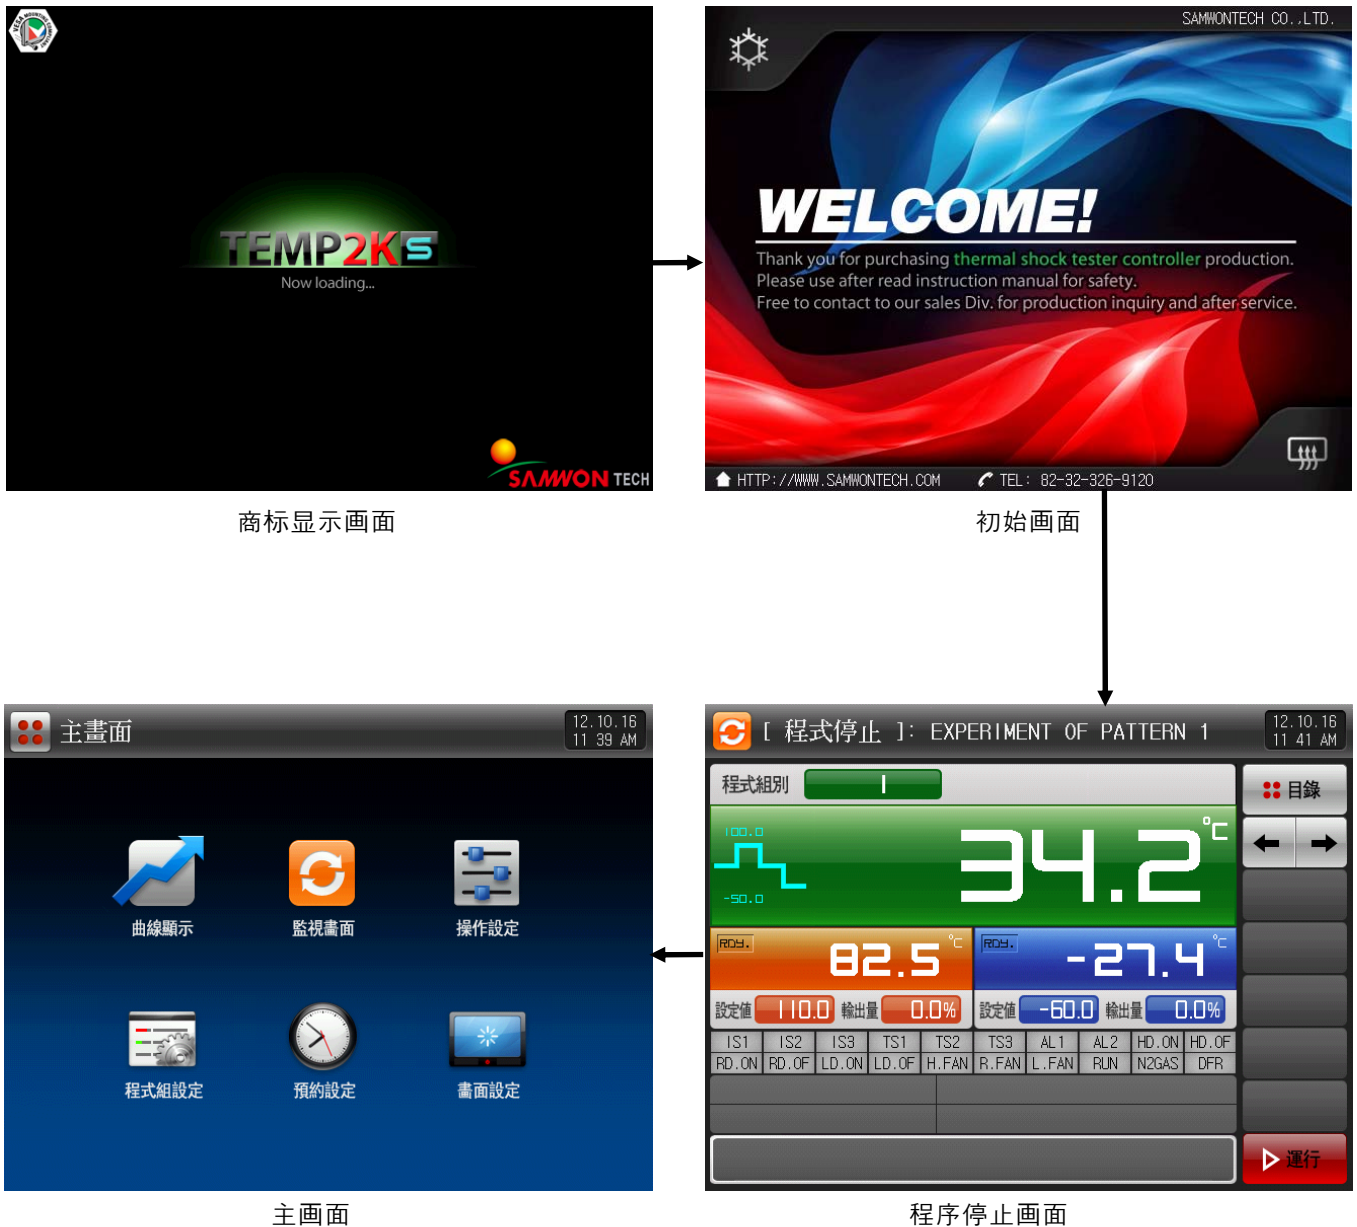 VESA MOUNTING COMPLIANT
TEMP2K S
Now loading...
SAMWON TECH
商标显示画面
SAMWONTECH CO.,LTD.
WELCOME!
Thank you for purchasing thermal shock tester controller production.
Please use after read instruction manual for safety.
Free to contact to our sales Div. for production inquiry and after service.
HTTP://WWW.SAMWONTECH.COM TEL: 82-32-326-9120
初始画面
主畫面
12.10.16
11 39 AM
曲線顯示 監視畫面 操作設定
程式組設定 預約設定 畫面設定
主画面
[ 程式停止 ]: EXPERIMENT OF PATTERN 1
12.10.16
11 41 AM
程式組別 1
目錄
100.0
-50.0
34.2 °C
RDY. 82.5 °C
RDY. -27.4 °C
設定值 110.0 輸出量 0.0%
設定值 -60.0 輸出量 0.0%
IS1 IS2 IS3 TS1 TS2 TS3 AL1 AL2 HD.ON HD.OF
RD.ON RD.OF LD.ON LD.OF H.FAN R.FAN L.FAN RUN N2GAS DFR
運行
程序停止画面